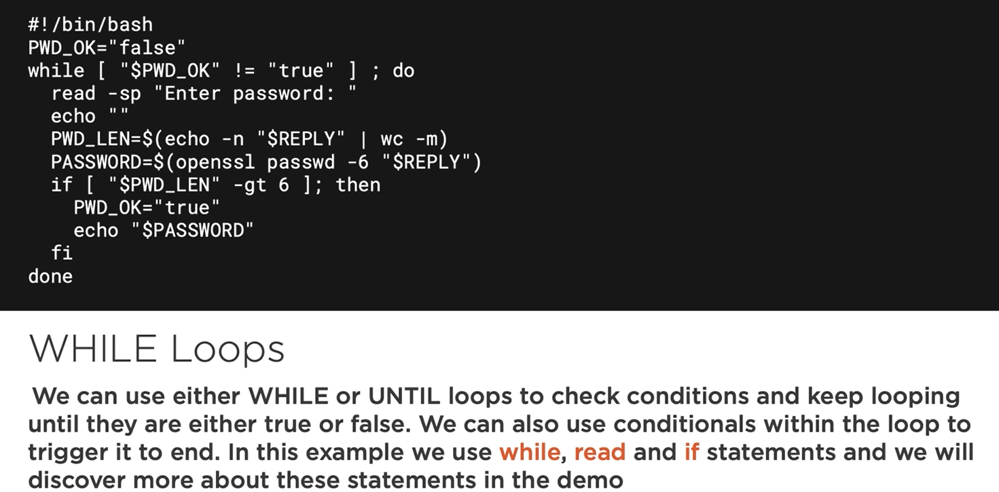 #!/bin/bash
PWD_OK="false"
while [ "$PWD_OK" != "true" ] ; do
  read -sp "Enter password: "
  echo ""
  PWD_LEN=$(echo -n "$REPLY" | wc -m)
  PASSWORD=$(openssl passwd -6 "$REPLY")
  if [ "$PWD_LEN" -gt 6 ]; then
    PWD_OK="true"
    echo "$PASSWORD"
  fi
done
WHILE Loops
We can use either WHILE or UNTIL loops to check conditions and keep looping
until they are either true or false. We can also use conditionals within the loop to
trigger it to end. In this example we use while, read and if statements and we will
discover more about these statements in the demo